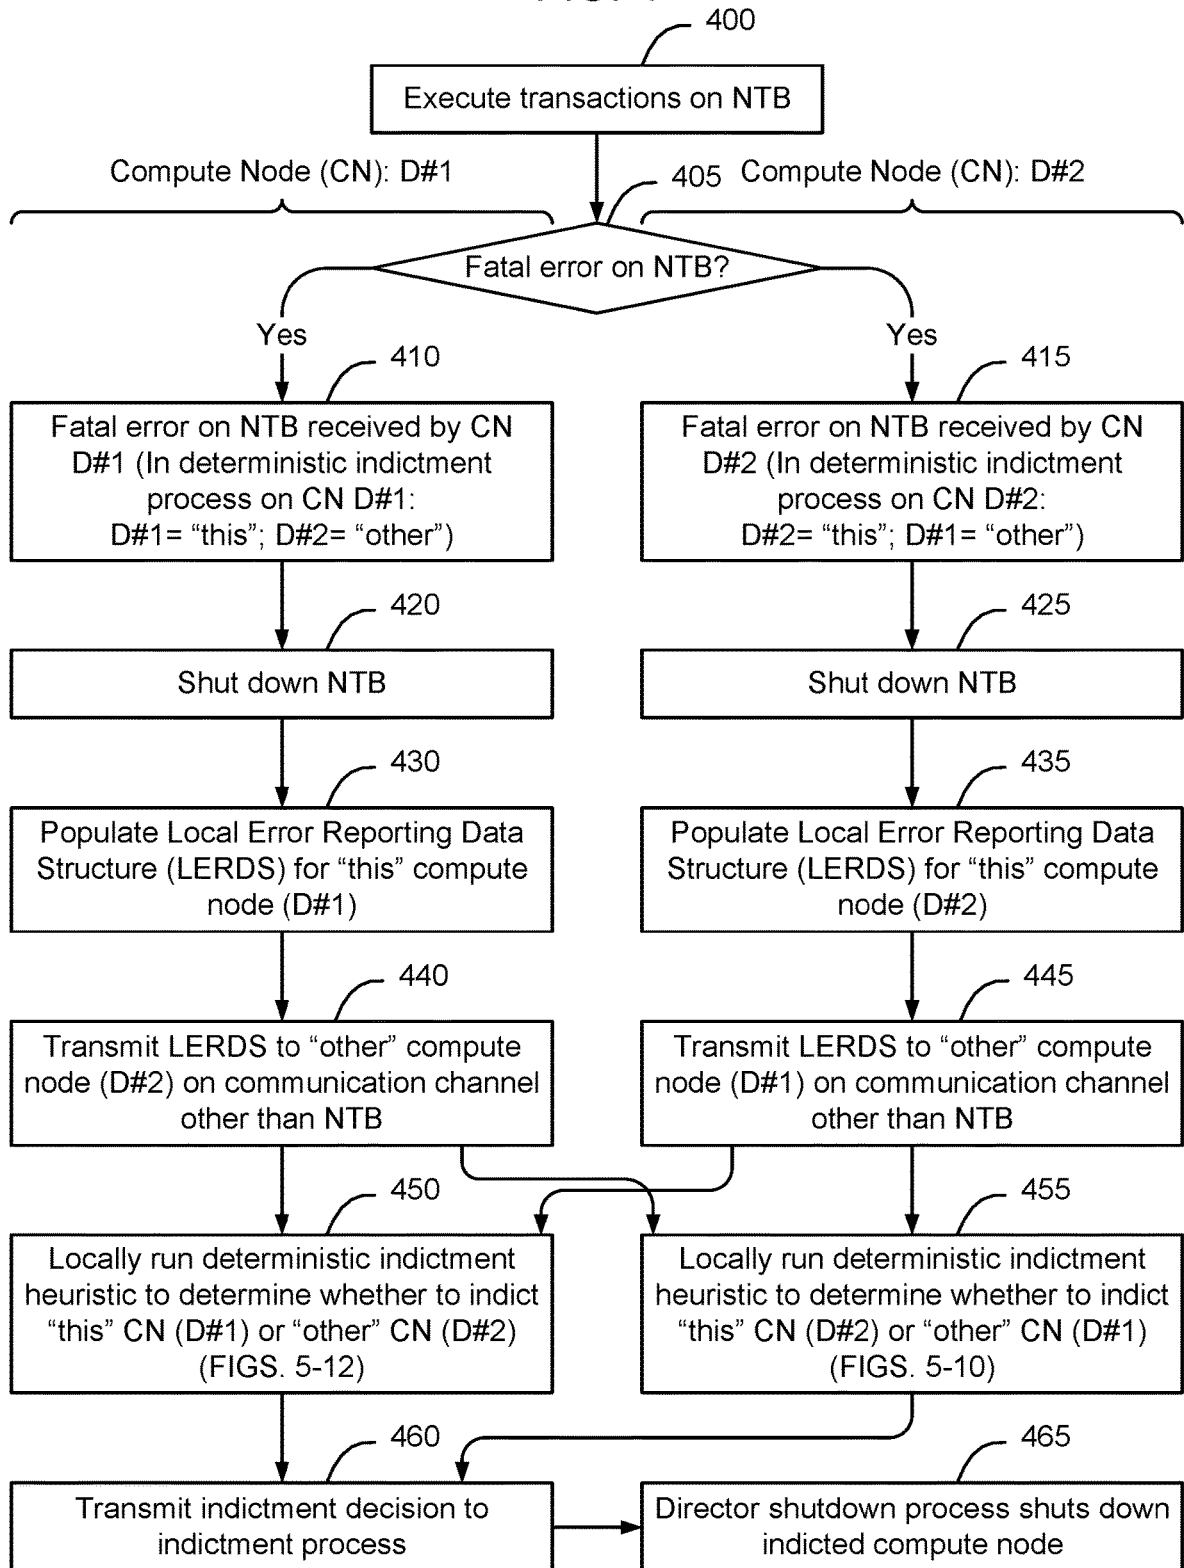 400
Execute transactions on NTB
Compute Node (CN): D#1
405
Compute Node (CN): D#2
Fatal error on NTB?
Yes
Yes
410
415
Fatal error on NTB received by CN
D#1 (In deterministic indictment
process on CN D#1:
D#1= “this”; D#2= “other”)
Fatal error on NTB received by CN
D#2 (In deterministic indictment
process on CN D#2:
D#2= “this”; D#1= “other”)
420
425
Shut down NTB
Shut down NTB
430
435
Populate Local Error Reporting Data
Structure (LERDS) for “this” compute
node (D#1)
Populate Local Error Reporting Data
Structure (LERDS) for “this” compute
node (D#2)
440
445
Transmit LERDS to “other” compute
node (D#2) on communication channel
other than NTB
Transmit LERDS to “other” compute
node (D#1) on communication channel
other than NTB
450
455
Locally run deterministic indictment
heuristic to determine whether to indict
“this” CN (D#1) or “other” CN (D#2)
(FIGS. 5-12)
Locally run deterministic indictment
heuristic to determine whether to indict
“this” CN (D#2) or “other” CN (D#1)
(FIGS. 5-10)
460
465
Transmit indictment decision to
indictment process
Director shutdown process shuts down
indicted compute node